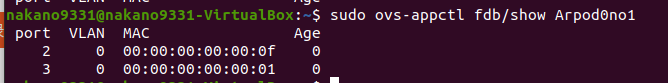 nakano9331@nakano9331-VirtualBox:~$ sudo ovs-appctl fdb/show Arpod0no1
port VLAN MAC Age
2 0 00:00:00:00:00:0f 0
3 0 00:00:00:00:00:01 0